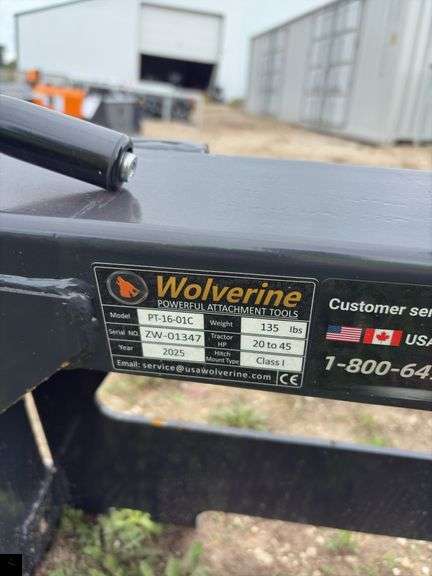 Wolverine
POWERFUL ATTACHMENT TOOLS
Model PT-16-01C Weight 135 lbs
Serial NO. ZW-01347 Tractor HP 20 to 45
Year 2025 Hitch Mount Type Class I
Email: service@usawolverine.com CE
Customer ser
USA
1-800-64